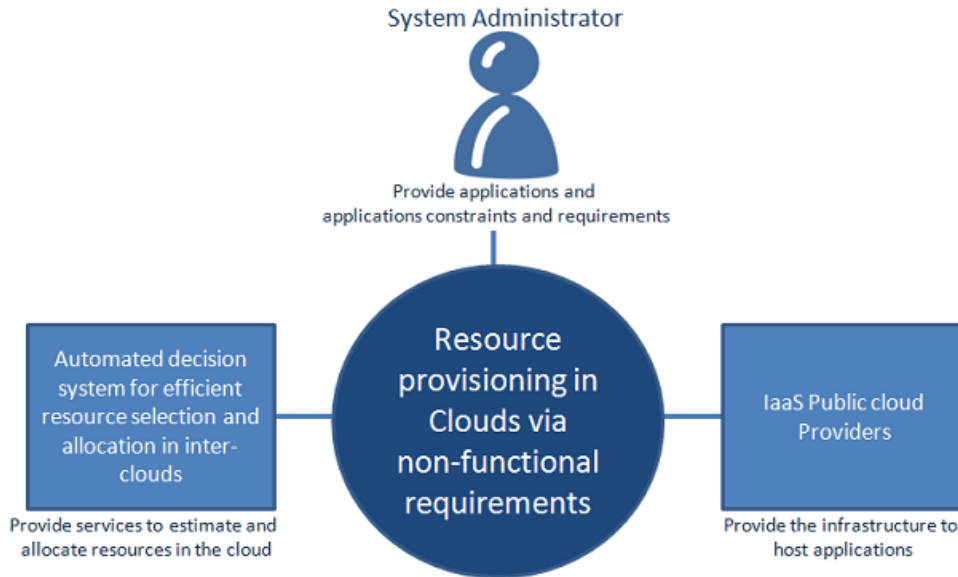 System Administrator
Provide applications and
applications constraints and requirements
Resource
provisioning in
Clouds via
non-functional
requirements
Automated decision
system for efficient
resource selection and
allocation in inter-
clouds
Provide services to estimate and
allocate resources in the cloud
IaaS Public cloud
Providers
Provide the infrastructure to
host applications